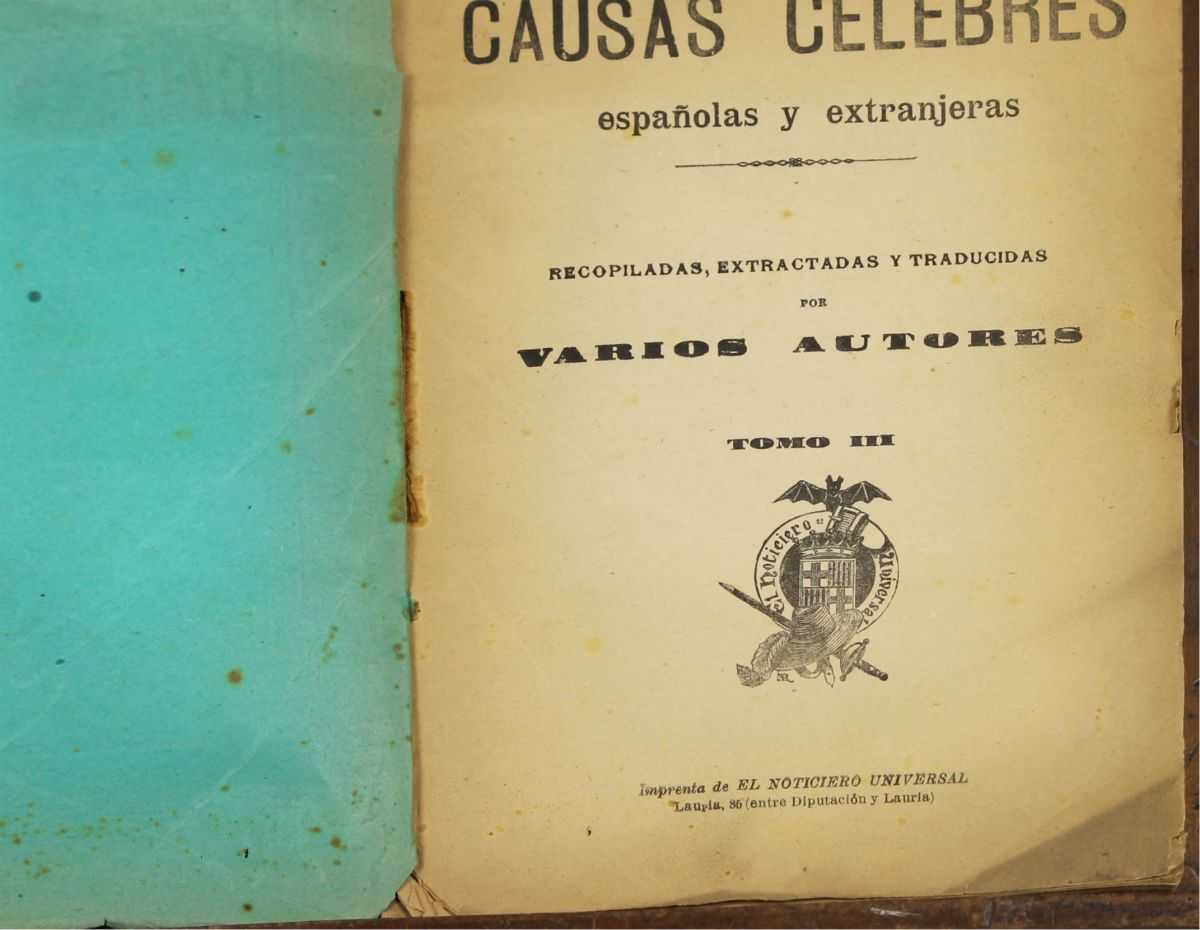 CAUSAS CELEBRES
españolas y extranjeras
RECOPILADAS, EXTRACTADAS Y TRADUCIDAS
POR
VARIOS AUTORES
TOMO III
El Noticiero Universal
Imprenta de EL NOTICIERO UNIVERSAL
Lauria, 35 (entre Diputación y Lauria)